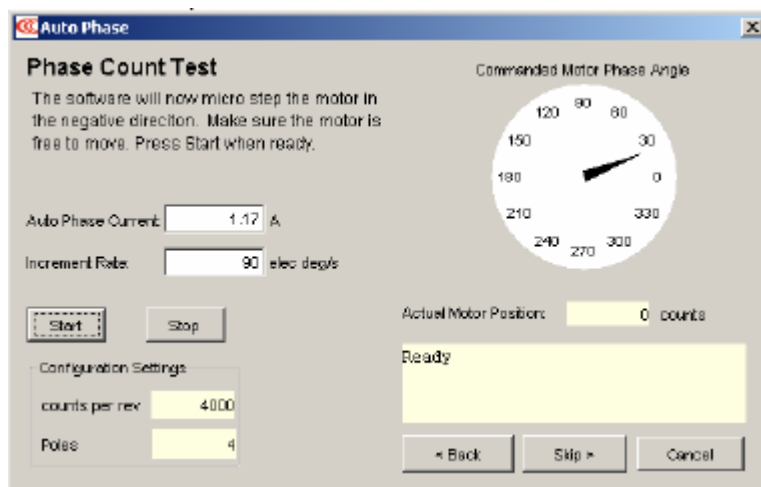 Auto Phase
Phase Count Test
The software will now micro step the motor in
the negative direciton. Make sure the motor is
free to move. Press Start when ready.
Auto Phase Current: 1.17 A
Increment Rate: 90 elec deg/s
Start Stop
Configuration Settings
counts per rev 4000
Poles 4
Commanded Motor Phase Angle
90
120 60
150 30
180 0
210 330
240 300
270
Actual Motor Position: 0 counts
Ready
< Back Skip > Cancel